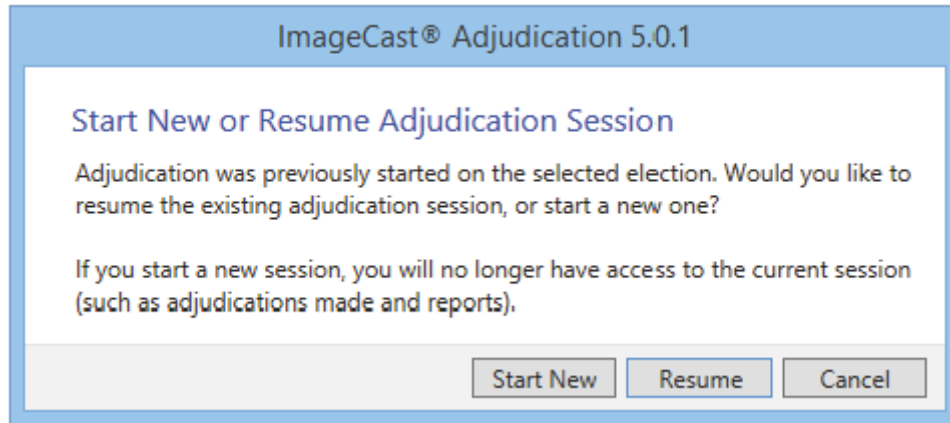 ImageCast® Adjudication 5.0.1
Start New or Resume Adjudication Session
Adjudication was previously started on the selected election. Would you like to
resume the existing adjudication session, or start a new one?
If you start a new session, you will no longer have access to the current session
(such as adjudications made and reports).
Start New Resume Cancel